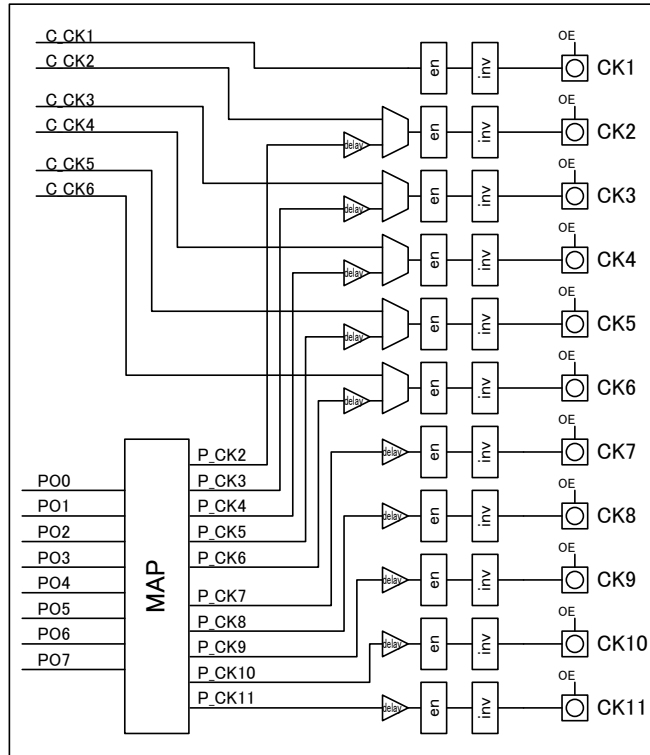 C_CK1
C_CK2
C_CK3
C_CK4
C_CK5
C_CK6
en inv OE CK1
delay en inv OE CK2
delay en inv OE CK3
delay en inv OE CK4
delay en inv OE CK5
delay en inv OE CK6
delay en inv OE CK7
delay en inv OE CK8
delay en inv OE CK9
delay en inv OE CK10
delay en inv OE CK11
PO0
PO1
PO2
PO3
PO4
PO5
PO6
PO7
MAP
P_CK2
P_CK3
P_CK4
P_CK5
P_CK6
P_CK7
P_CK8
P_CK9
P_CK10
P_CK11